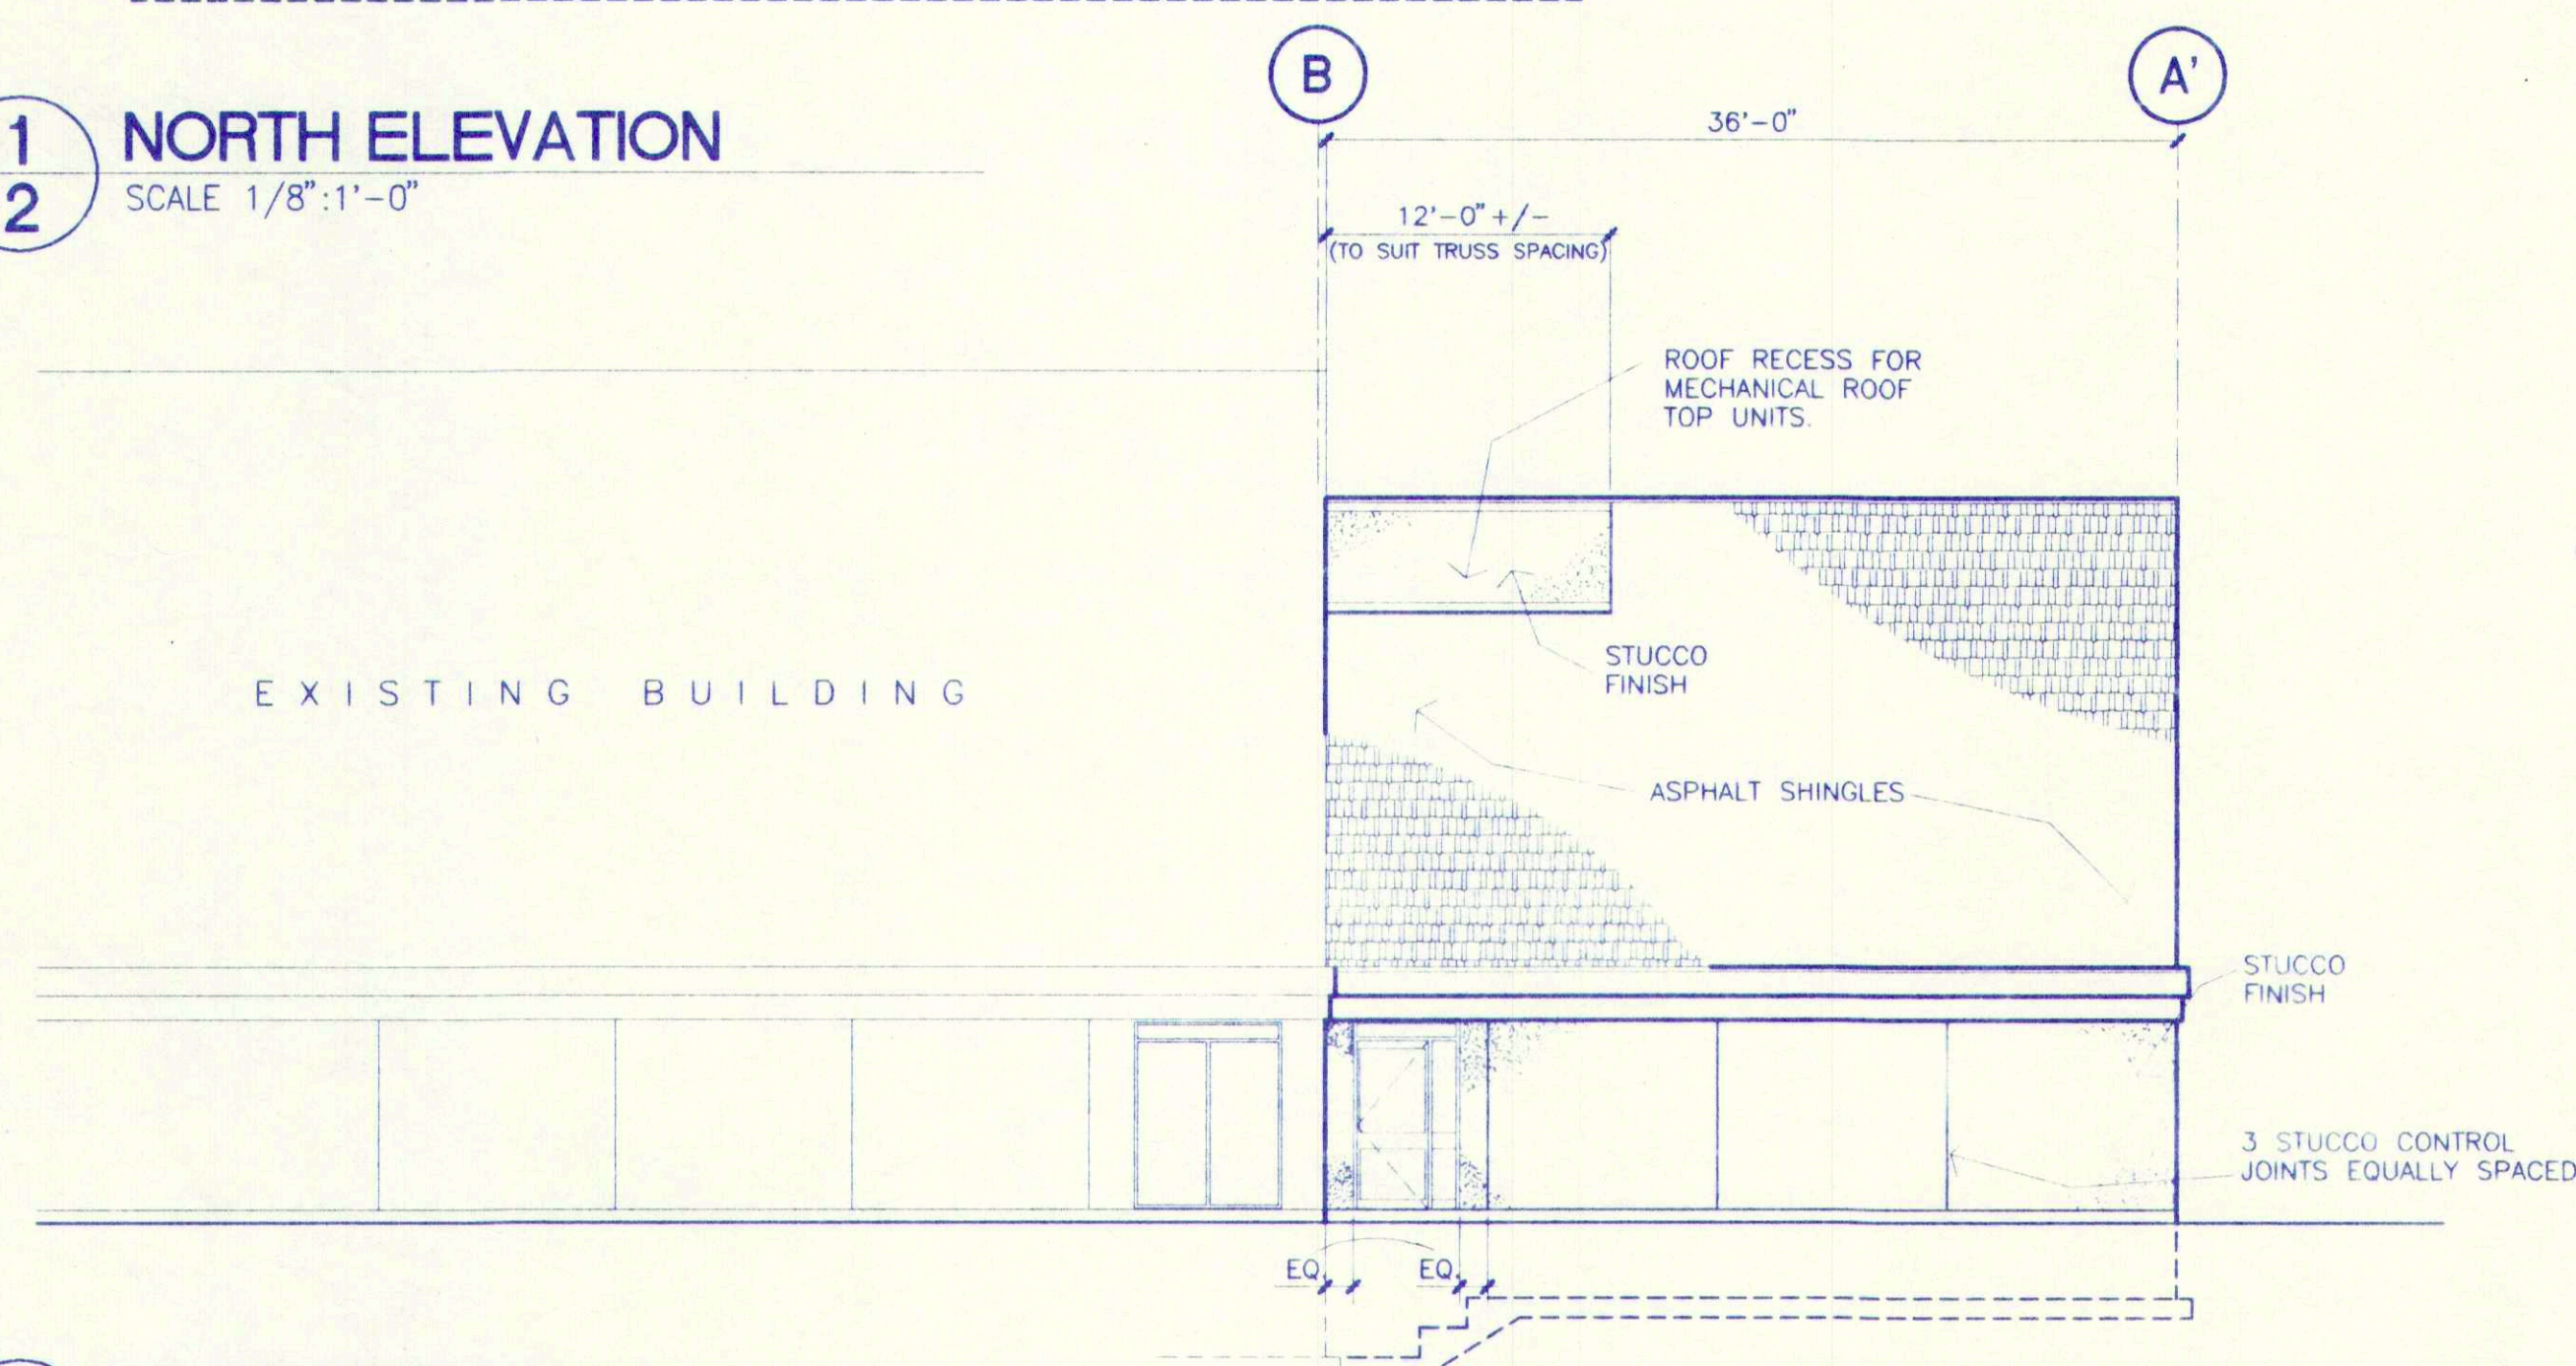 B
A'
36'-0"
1
2
NORTH ELEVATION
SCALE 1/8":1'-0"
12'-0" +/-
(TO SUIT TRUSS SPACING)
ROOF RECESS FOR
MECHANICAL ROOF
TOP UNITS.
EXISTING BUILDING
STUCCO
FINISH
ASPHALT SHINGLES
STUCCO
FINISH
3 STUCCO CONTROL
JOINTS EQUALLY SPACED
EQ.
EQ.